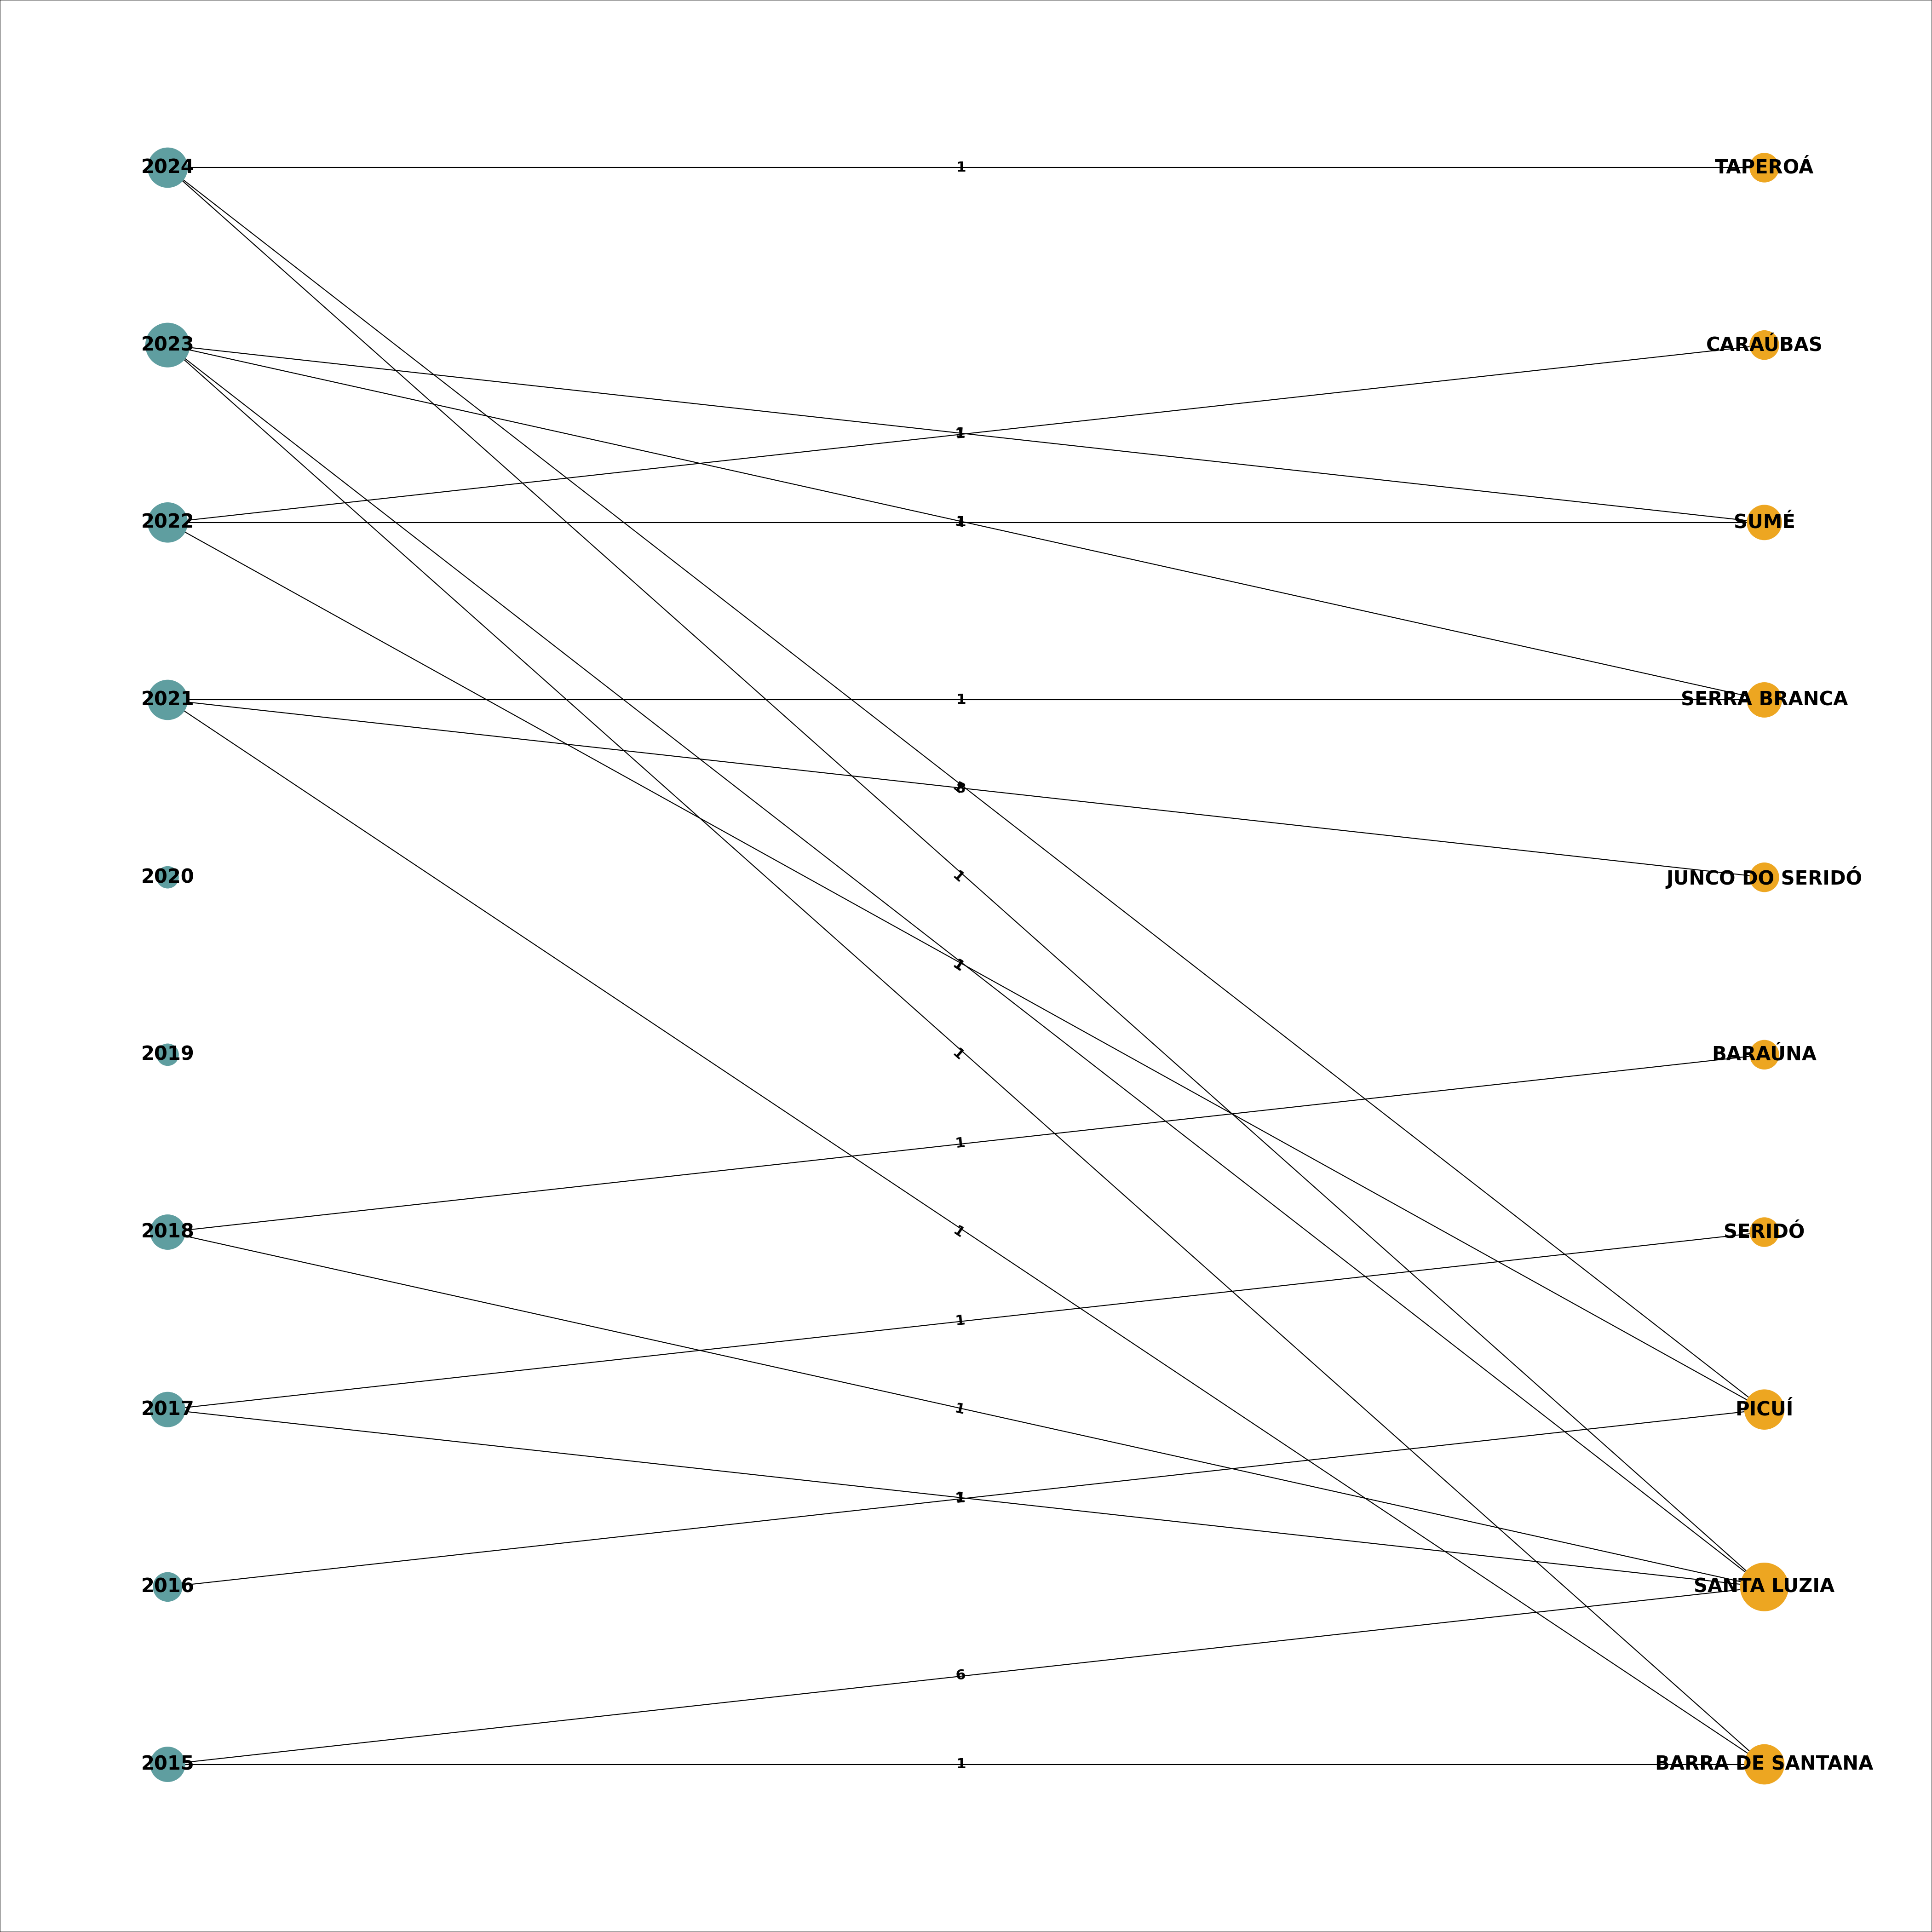 2024 1 TAPEROÁ
2023 CARAÚBAS
1
2022 1 SUMÉ
2021 1 SERRA BRANCA
8
2020 1 JUNCO DO SERIDÓ
1
2019 1 BARAÚNA
1
2018 1 SERIDÓ
1
2017 1 PICUÍ
1
2016 SANTA LUZIA
6
2015 1 BARRA DE SANTANA